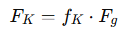 F_K = f_K · F_g